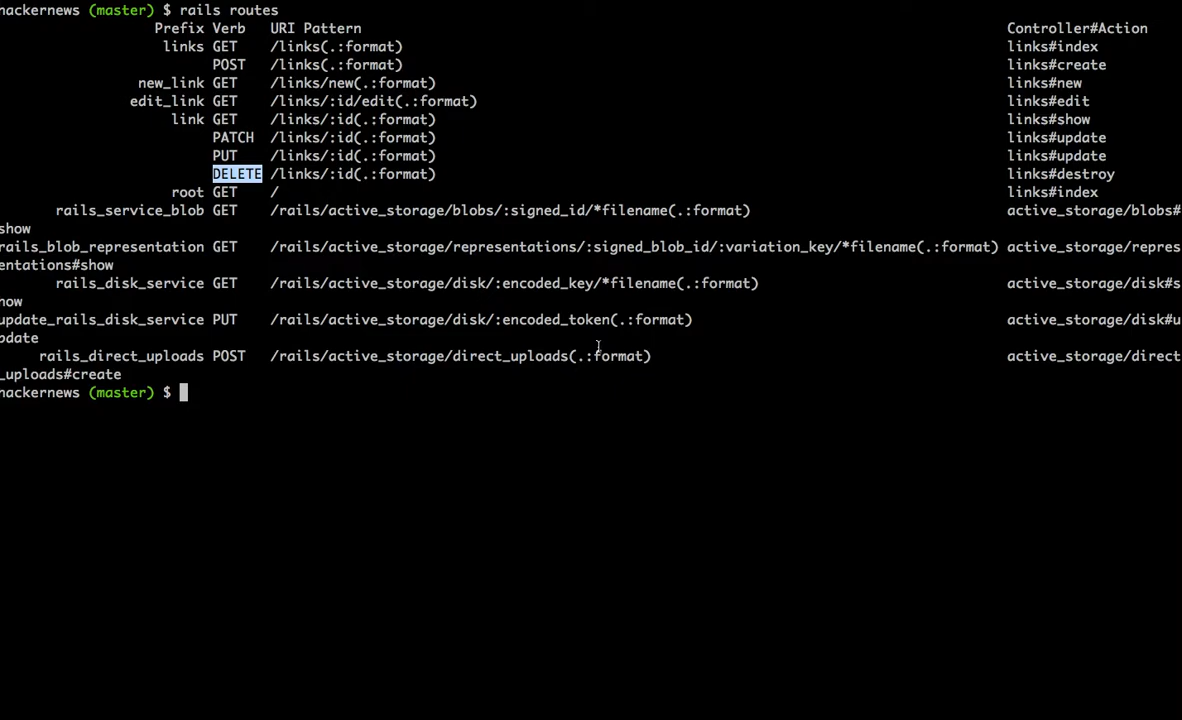 hackernews (master) $ rails routes
Prefix Verb URI Pattern Controller#Action
links GET /links(.:format) links#index
POST /links(.:format) links#create
new_link GET /links/new(.:format) links#new
edit_link GET /links/:id/edit(.:format) links#edit
link GET /links/:id(.:format) links#show
PATCH /links/:id(.:format) links#update
PUT /links/:id(.:format) links#update
DELETE /links/:id(.:format) links#destroy
root GET / links#index
rails_service_blob GET /rails/active_storage/blobs/:signed_id/*filename(.:format) active_storage/blobs#
show
rails_blob_representation GET /rails/active_storage/representations/:signed_blob_id/:variation_key/*filename(.:format) active_storage/repres
entations#show
rails_disk_service GET /rails/active_storage/disk/:encoded_key/*filename(.:format) active_storage/disk#s
how
update_rails_disk_service PUT /rails/active_storage/disk/:encoded_token(.:format) active_storage/disk#u
pdate
rails_direct_uploads POST /rails/active_storage/direct_uploads(.:format) active_storage/direct
_uploads#create
hackernews (master) $